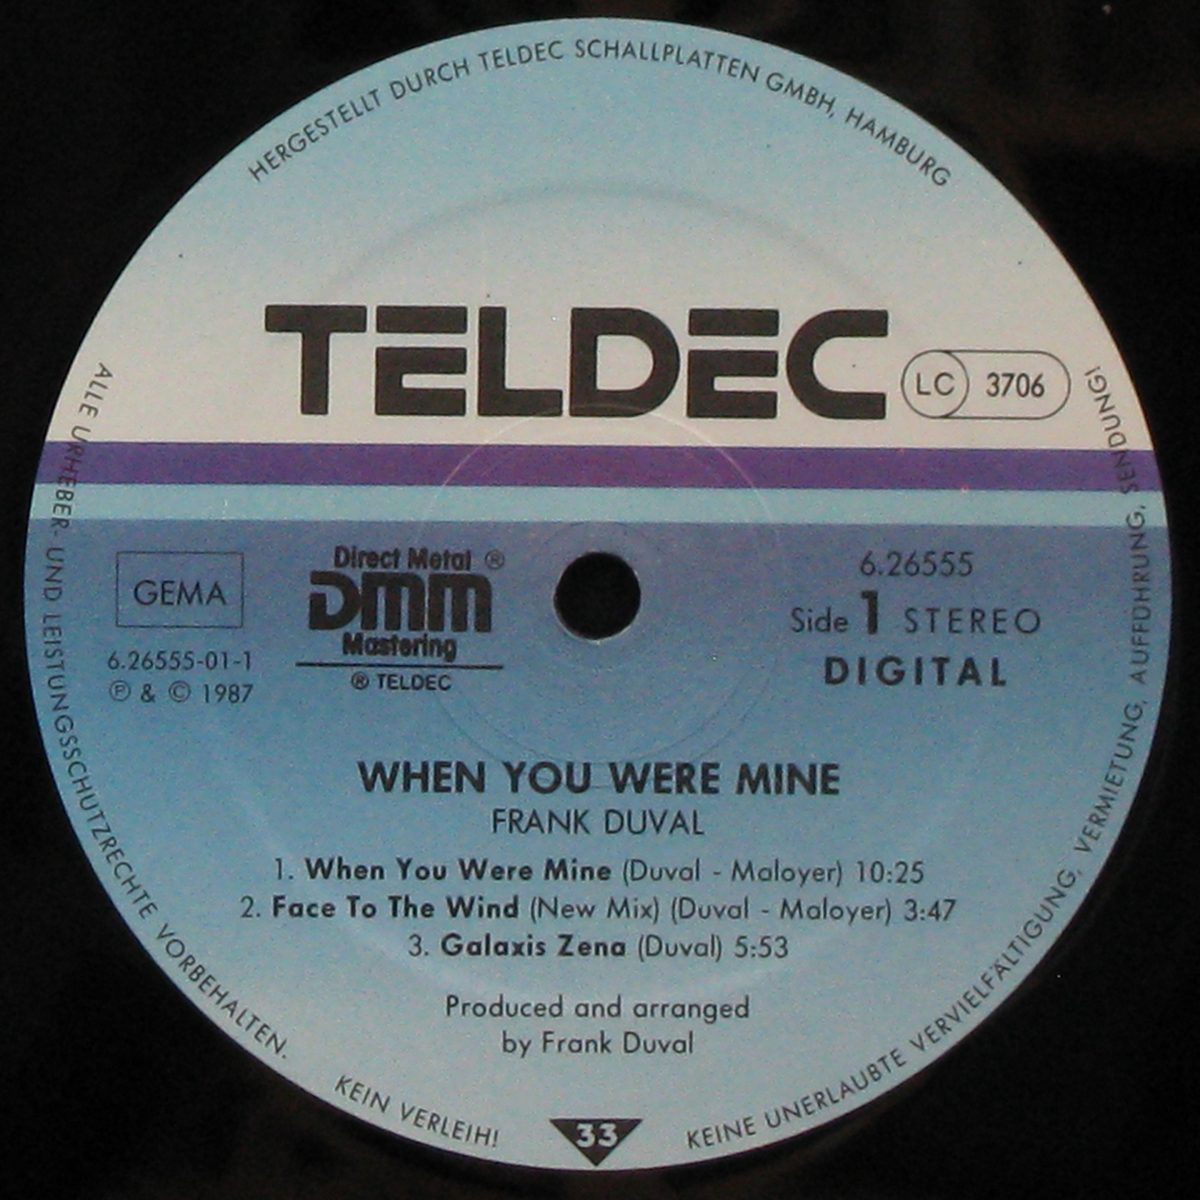 HERGESTELLT DURCH TELDEC SCHALLPLATTEN GMBH, HAMBURG
TELDEC
LC 3706
GEMA
6.26555-01-1
Ⓟ & © 1987
Direct Metal ®
DMM
Mastering
® TELDEC
6.26555
Side 1 STEREO
DIGITAL
WHEN YOU WERE MINE
FRANK DUVAL
1. When You Were Mine (Duval - Maloyer) 10:25
2. Face To The Wind (New Mix) (Duval - Maloyer) 3:47
3. Galaxis Zena (Duval) 5:53
Produced and arranged
by Frank Duval
33
ALLE URHEBER- UND LEISTUNGSSCHUTZRECHTE VORBEHALTEN.
KEIN VERLEIH!
KEINE UNERLAUBTE VERVIELFÄLTIGUNG, VERMIETUNG, AUFFÜHRUNG, SENDUNG!